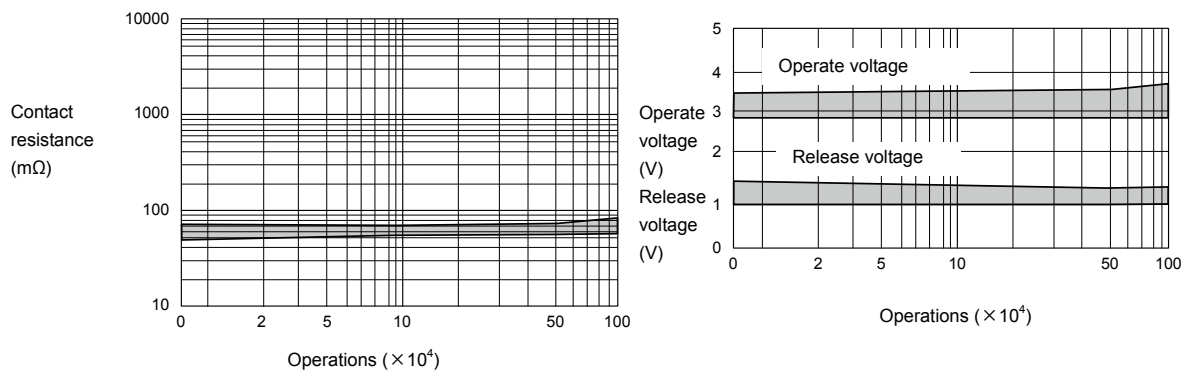 10000
1000
100
10
Contact
resistance
(mΩ)
0 2 5 10 50 100
Operations (×10⁴)
5
4
3
2
1
0
Operate voltage
Release voltage
Operate
voltage
(V)
Release
voltage
(V)
0 2 5 10 50 100
Operations (×10⁴)